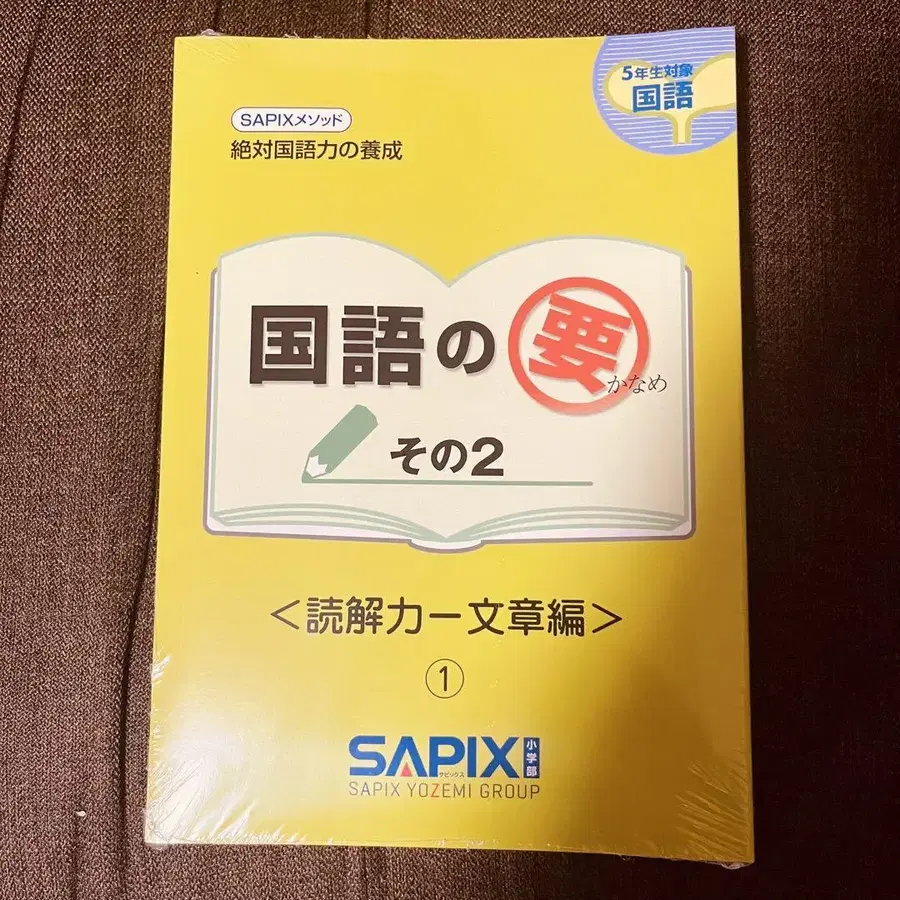 5年生対象
国語
SAPIXメソッド
絶対国語力の養成
国語の要
かなめ
その2
<読解力ー文章編>
①
SAPIX 小学部
サピックス
SAPIX YOZEMI GROUP